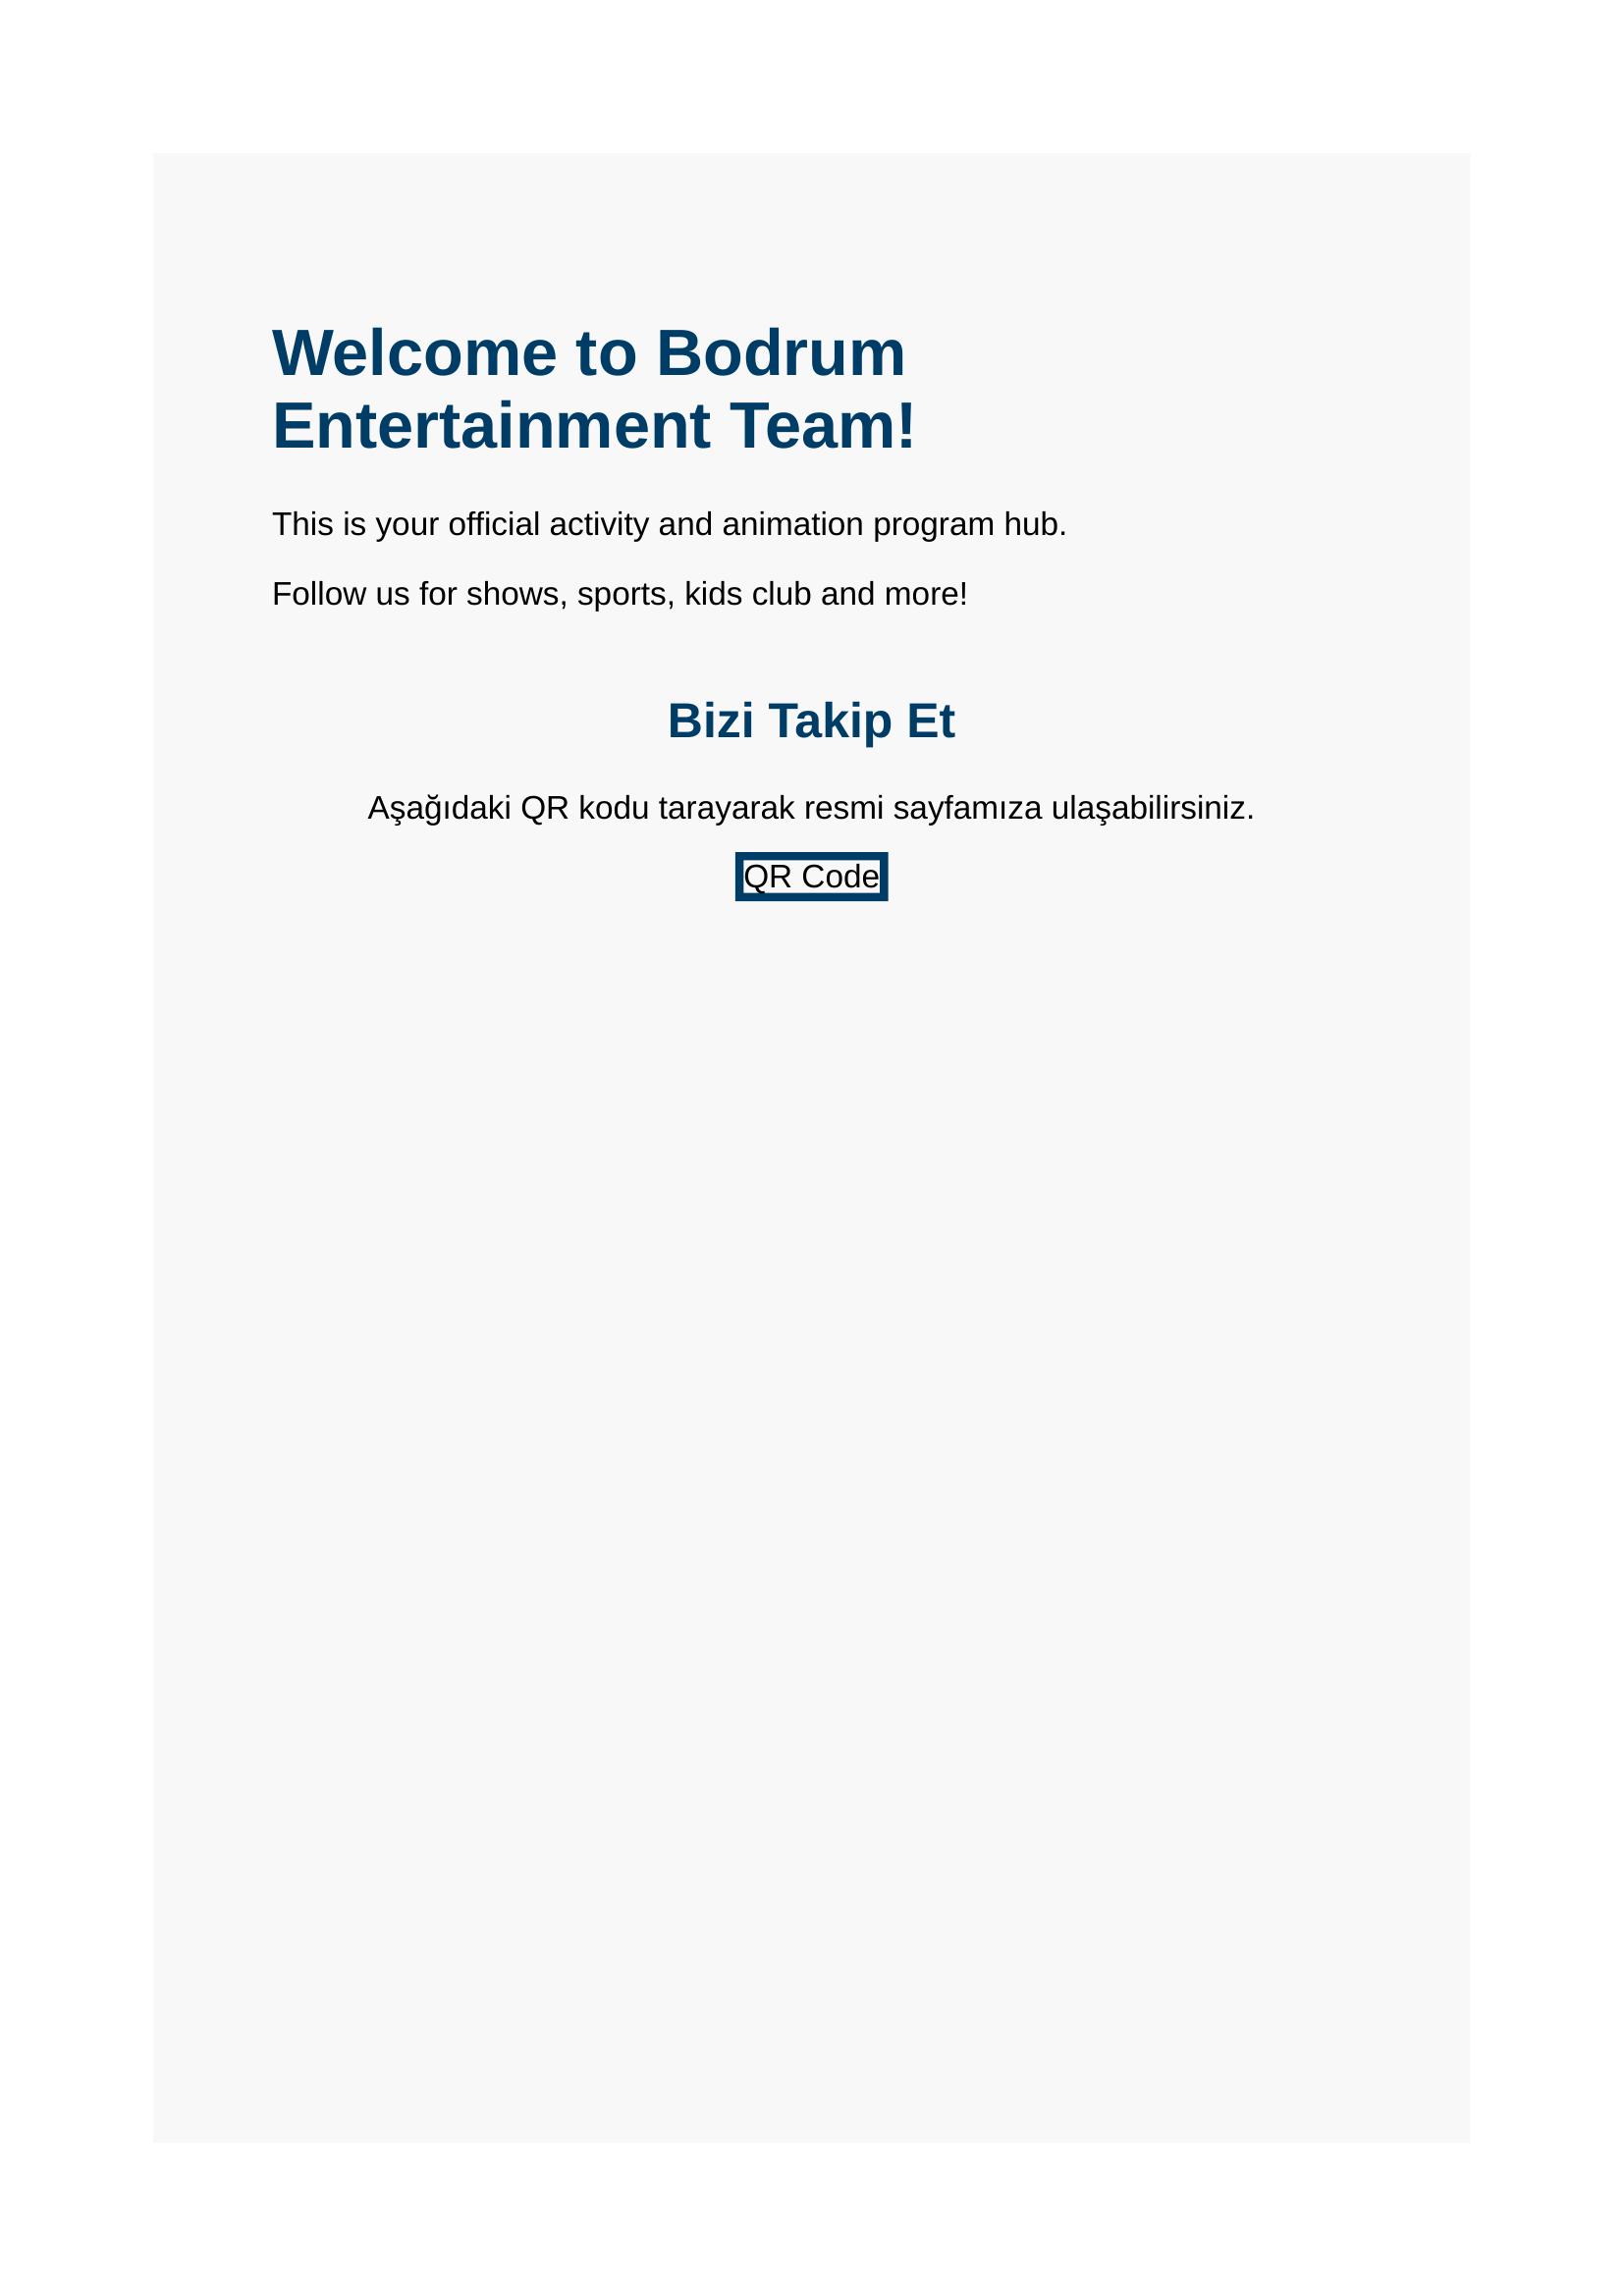 Welcome to Bodrum
Entertainment Team!
This is your official activity and animation program hub.
Follow us for shows, sports, kids club and more!
Bizi Takip Et
Aşağıdaki QR kodu tarayarak resmi sayfamıza ulaşabilirsiniz.
QR Code